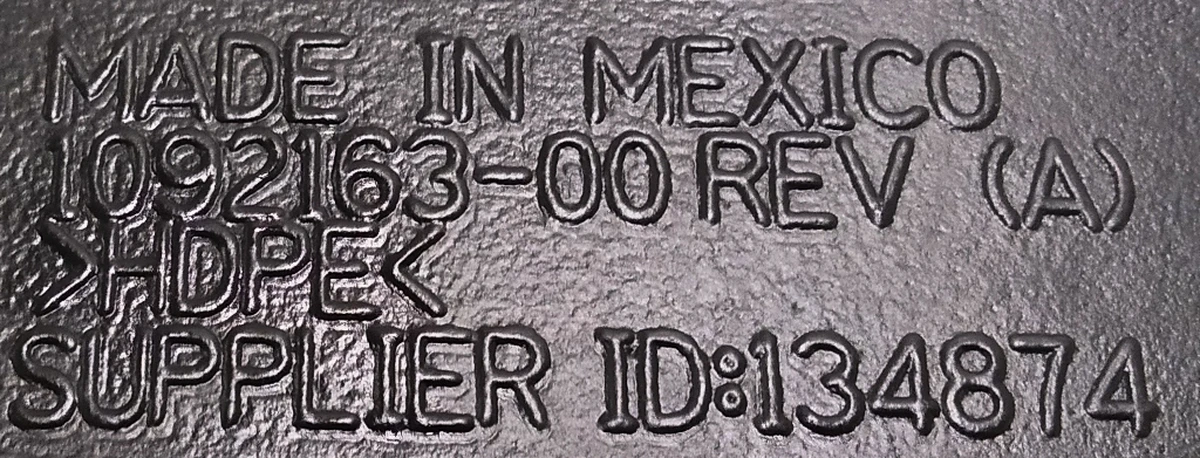 MADE IN MEXICO
1092163-00 REV (A)
>HDPE<
SUPPLIER ID:134874